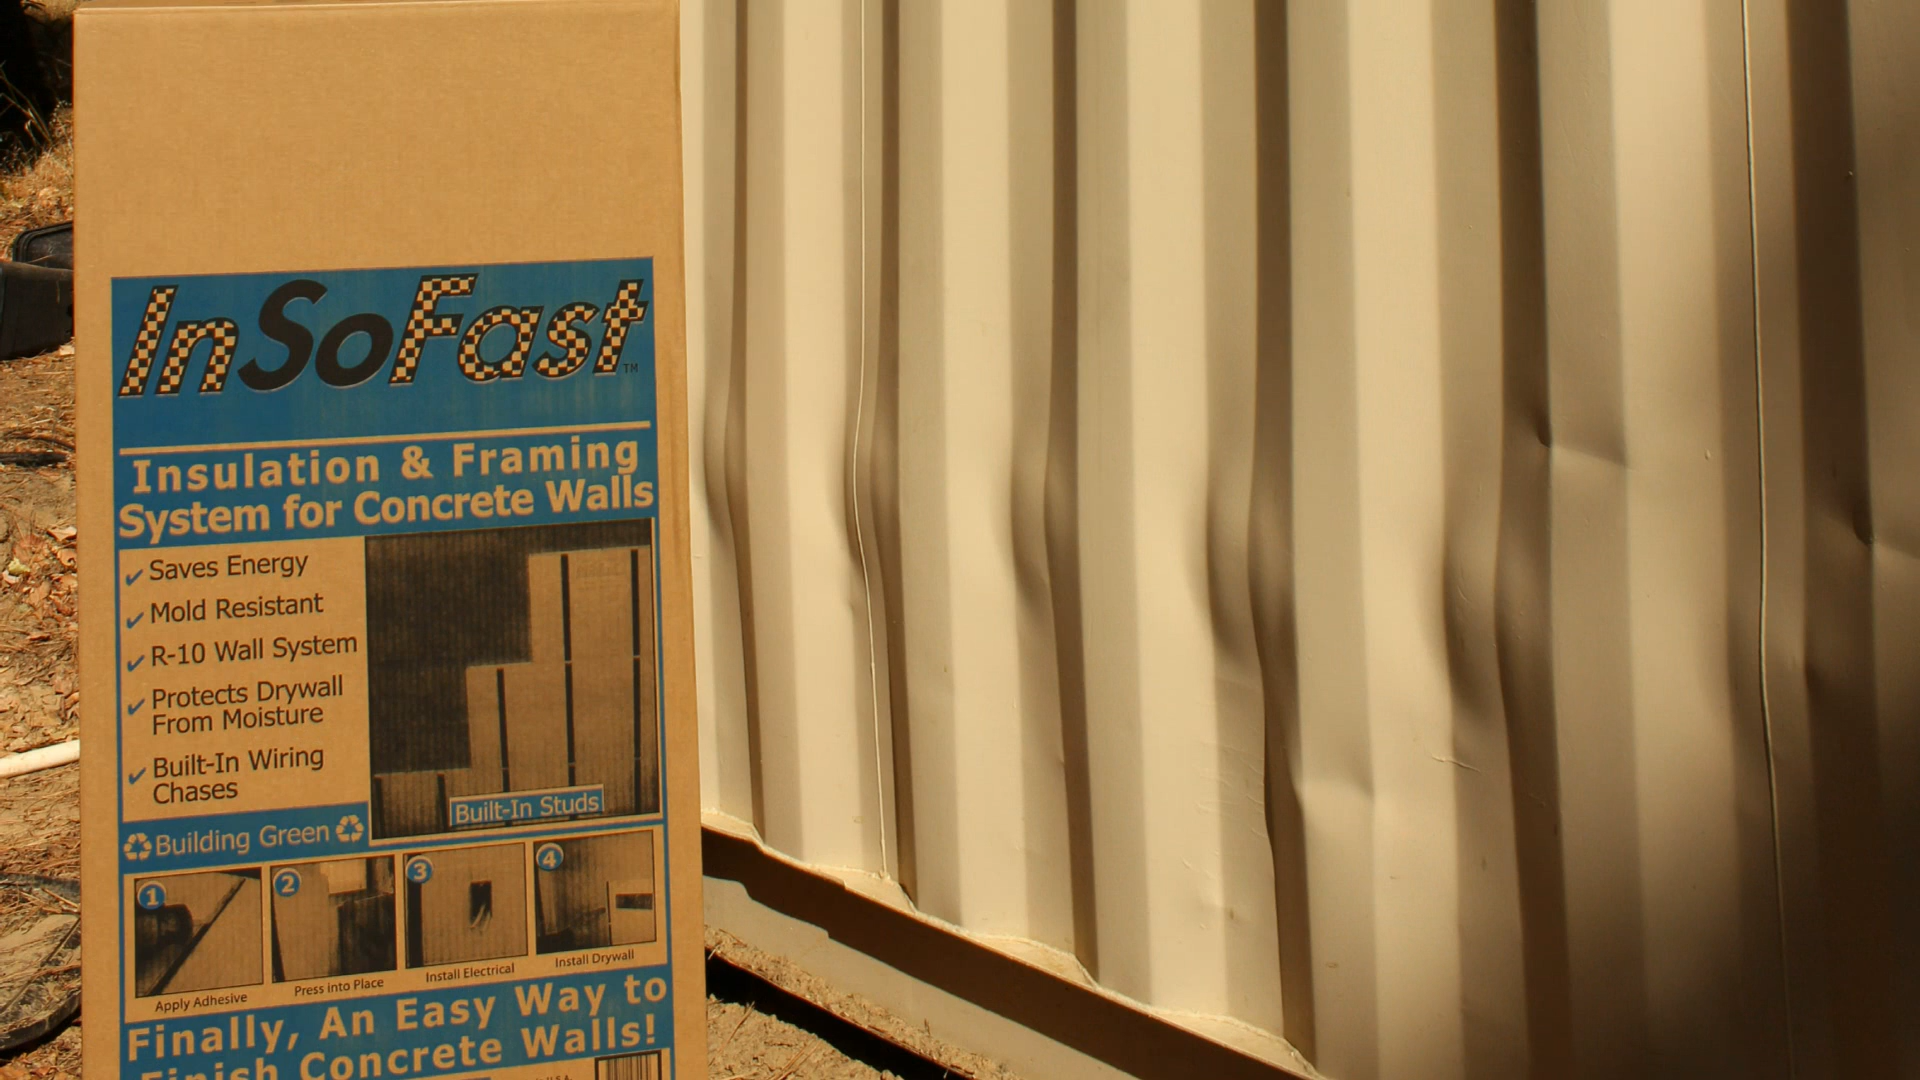 InSoFast™
Insulation & Framing
System for Concrete Walls
Saves Energy
Mold Resistant
R-10 Wall System
Protects Drywall
From Moisture
Built-In Wiring
Chases
Built-In Studs
Building Green
1
2
3
4
Apply Adhesive
Press into Place
Install Electrical
Install Drywall
Finally, An Easy Way to
Finish Concrete Walls!